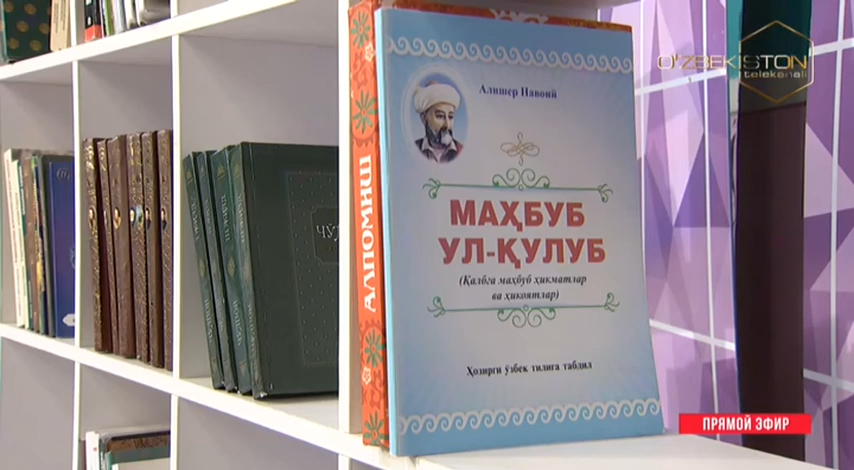 O'ZBEKISTON
telekanali
Алишер Навоий
МАҲБУБ
УЛ-ҚУЛУБ
(Қалбга маҳбуб ҳикматлар
ва ҳикоятлар)
Ҳозирги ўзбек тилига табдил
АЛПОМИШ
ПРЯМОЙ ЭФИР